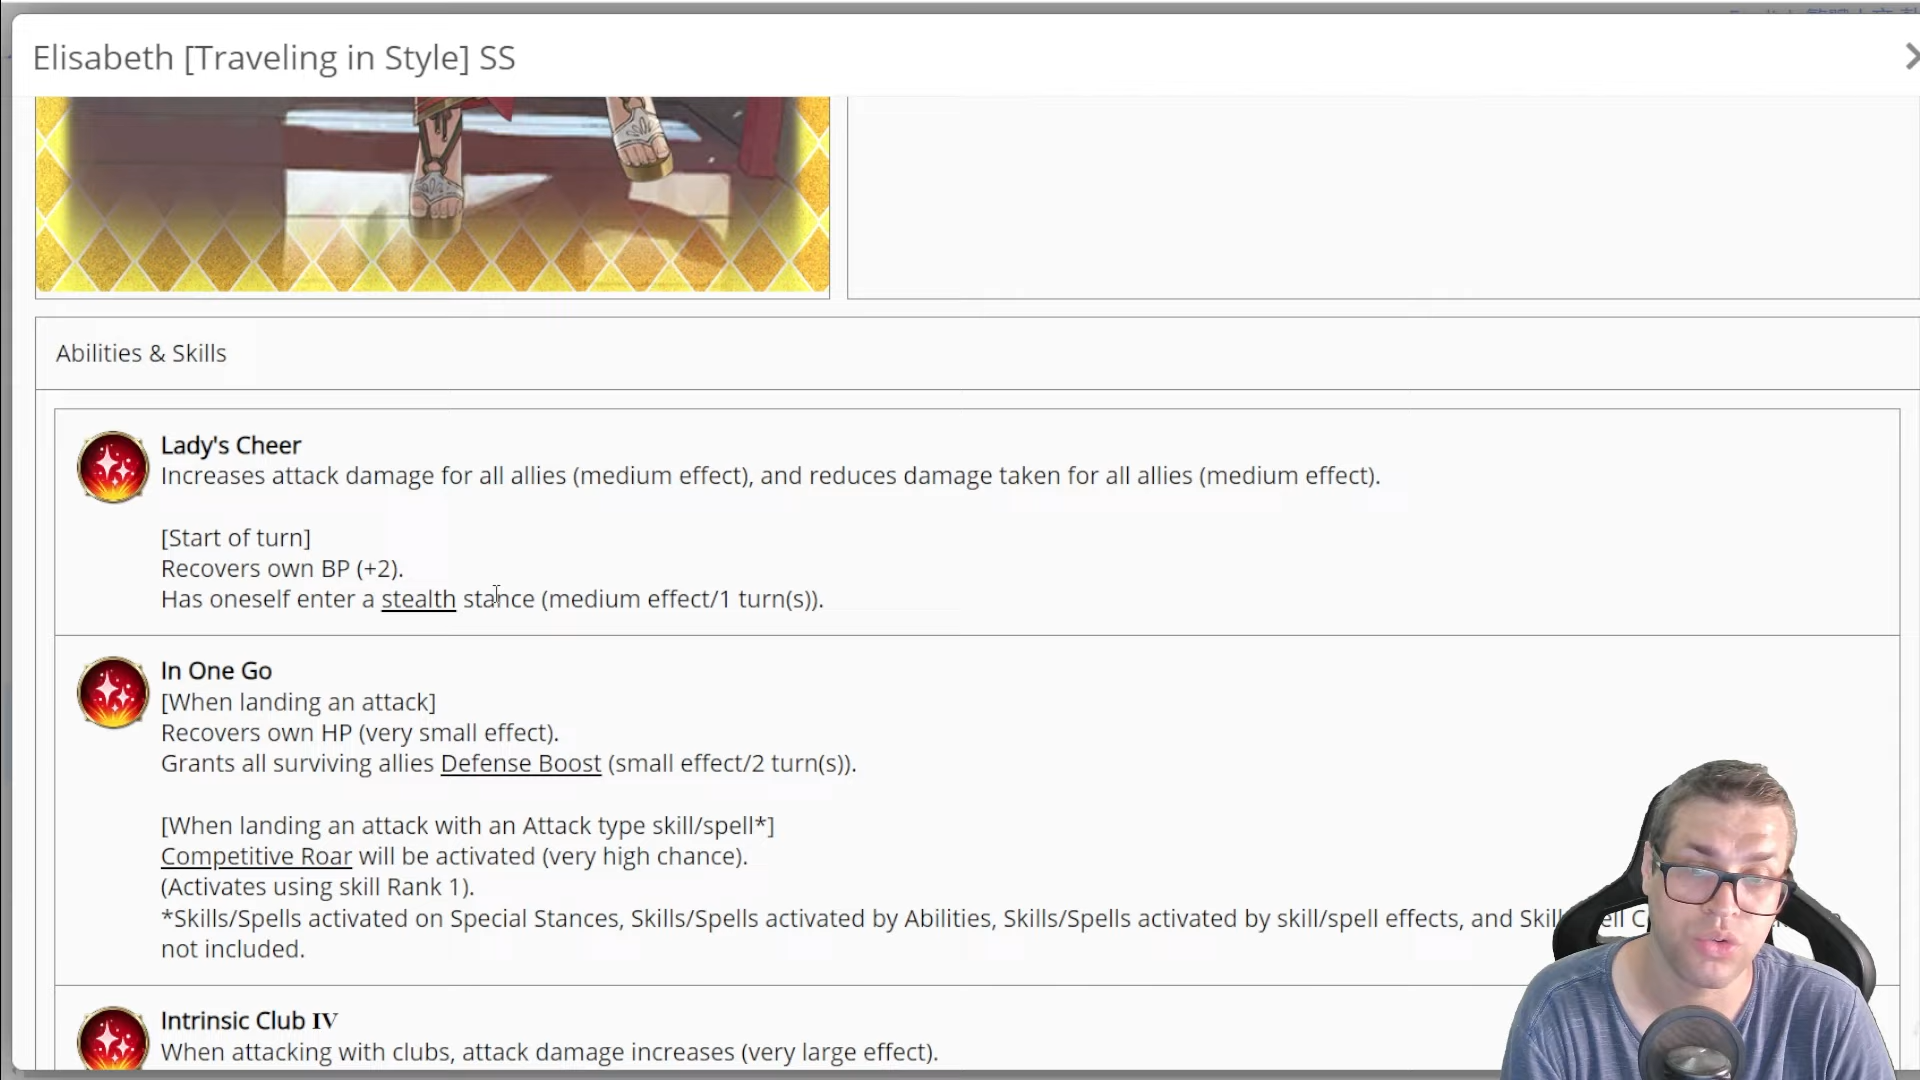 Elisabeth [Traveling in Style] SS
Abilities & Skills
Lady's Cheer
Increases attack damage for all allies (medium effect), and reduces damage taken for all allies (medium effect).
[Start of turn]
Recovers own BP (+2).
Has oneself enter a stealth stance (medium effect/1 turn(s)).
In One Go
[When landing an attack]
Recovers own HP (very small effect).
Grants all surviving allies Defense Boost (small effect/2 turn(s)).
[When landing an attack with an Attack type skill/spell*]
Competitive Roar will be activated (very high chance).
(Activates using skill Rank 1).
*Skills/Spells activated on Special Stances, Skills/Spells activated by Abilities, Skills/Spells activated by skill/spell effects, and
not included.
Intrinsic Club IV
When attacking with clubs, attack damage increases (very large effect).